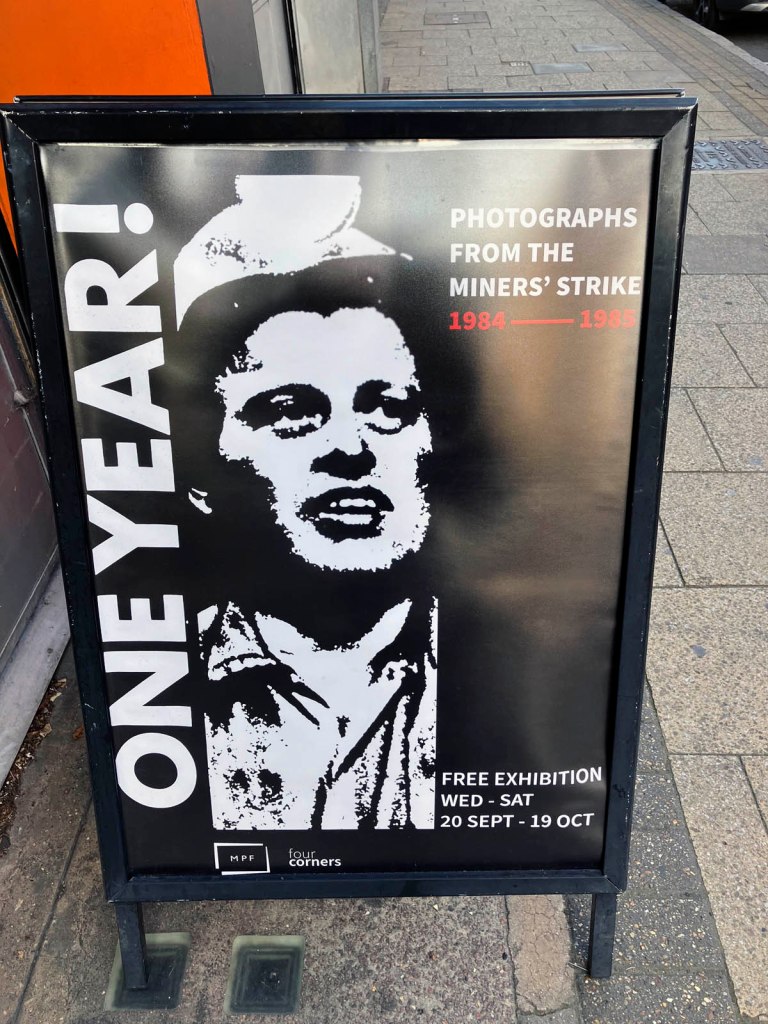 ONE YEAR!
PHOTOGRAPHS
FROM THE
MINERS' STRIKE
1984 —— 1985
FREE EXHIBITION
WED - SAT
20 SEPT - 19 OCT
MPF
four
corners